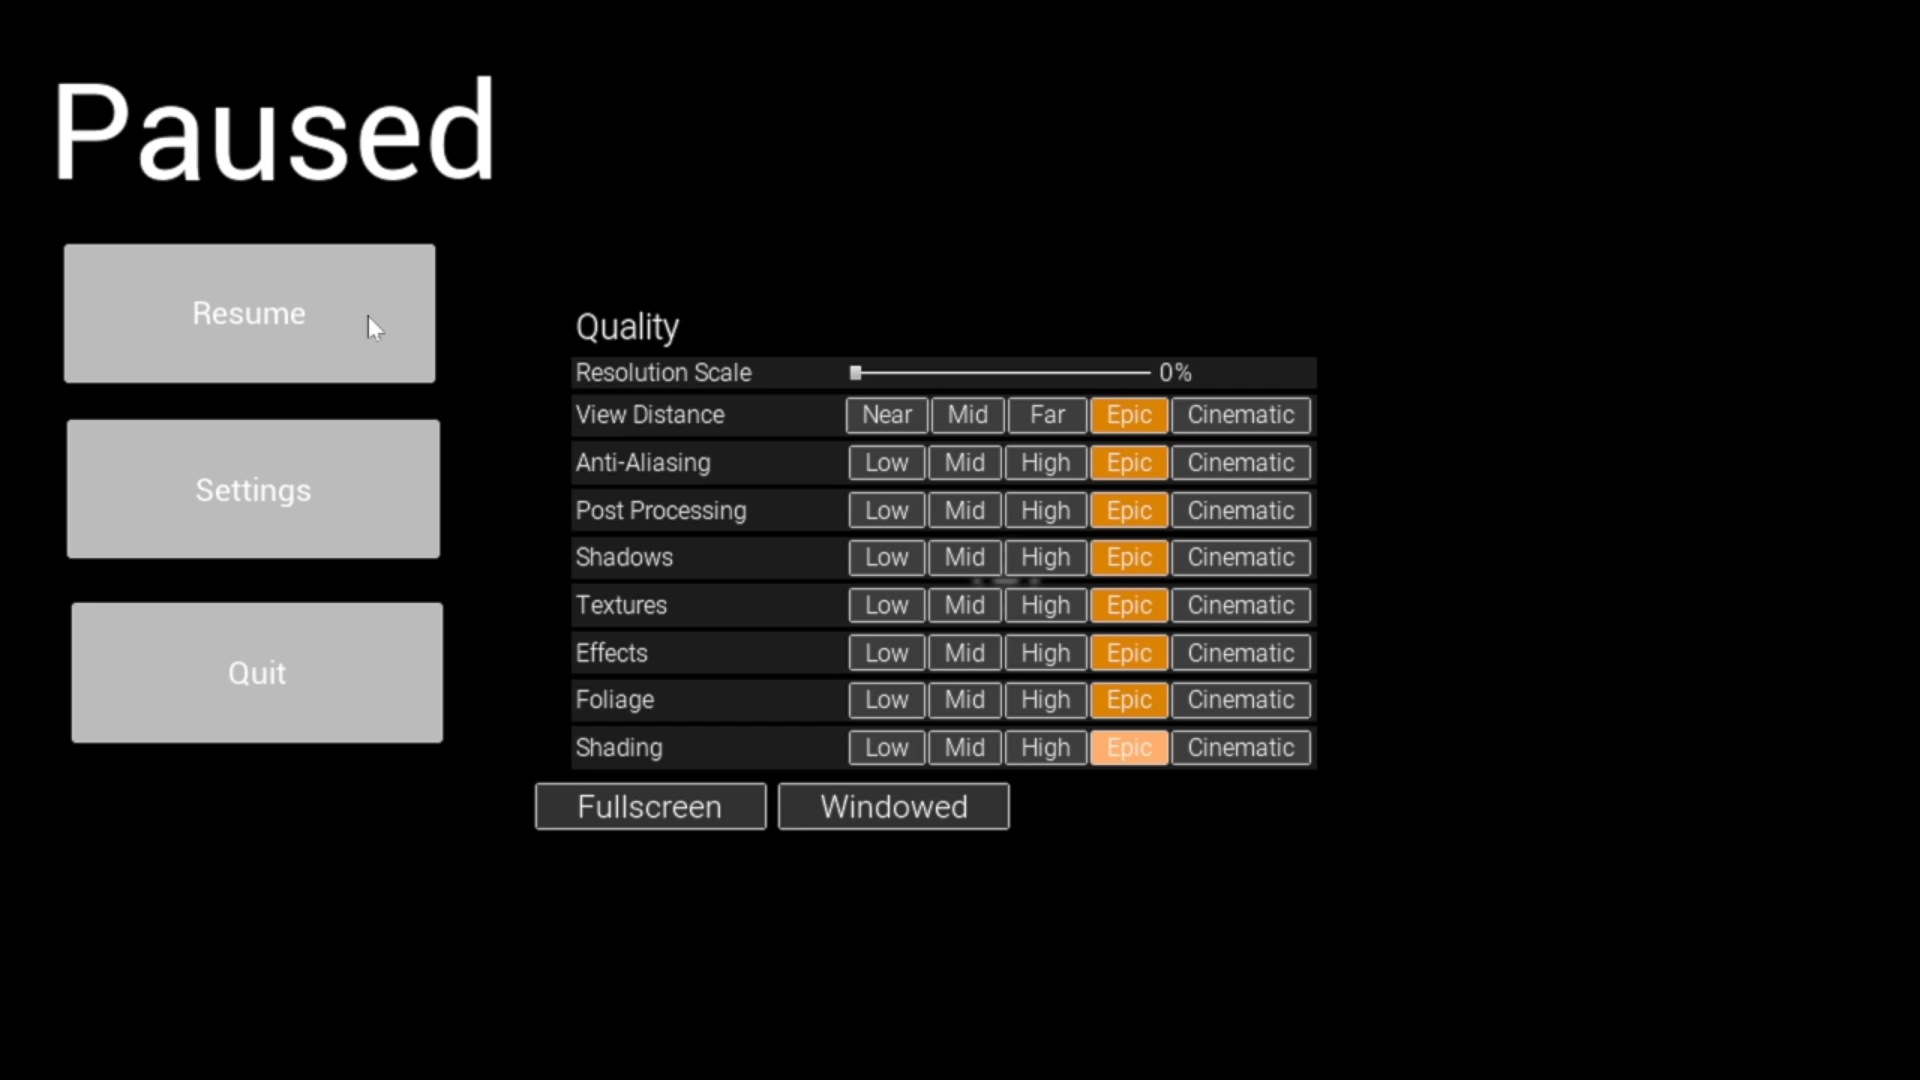 Paused
Resume
Settings
Quit
Quality
Resolution Scale 0%
View Distance Near Mid Far Epic Cinematic
Anti-Aliasing Low Mid High Epic Cinematic
Post Processing Low Mid High Epic Cinematic
Shadows Low Mid High Epic Cinematic
Textures Low Mid High Epic Cinematic
Effects Low Mid High Epic Cinematic
Foliage Low Mid High Epic Cinematic
Shading Low Mid High Epic Cinematic
Fullscreen Windowed